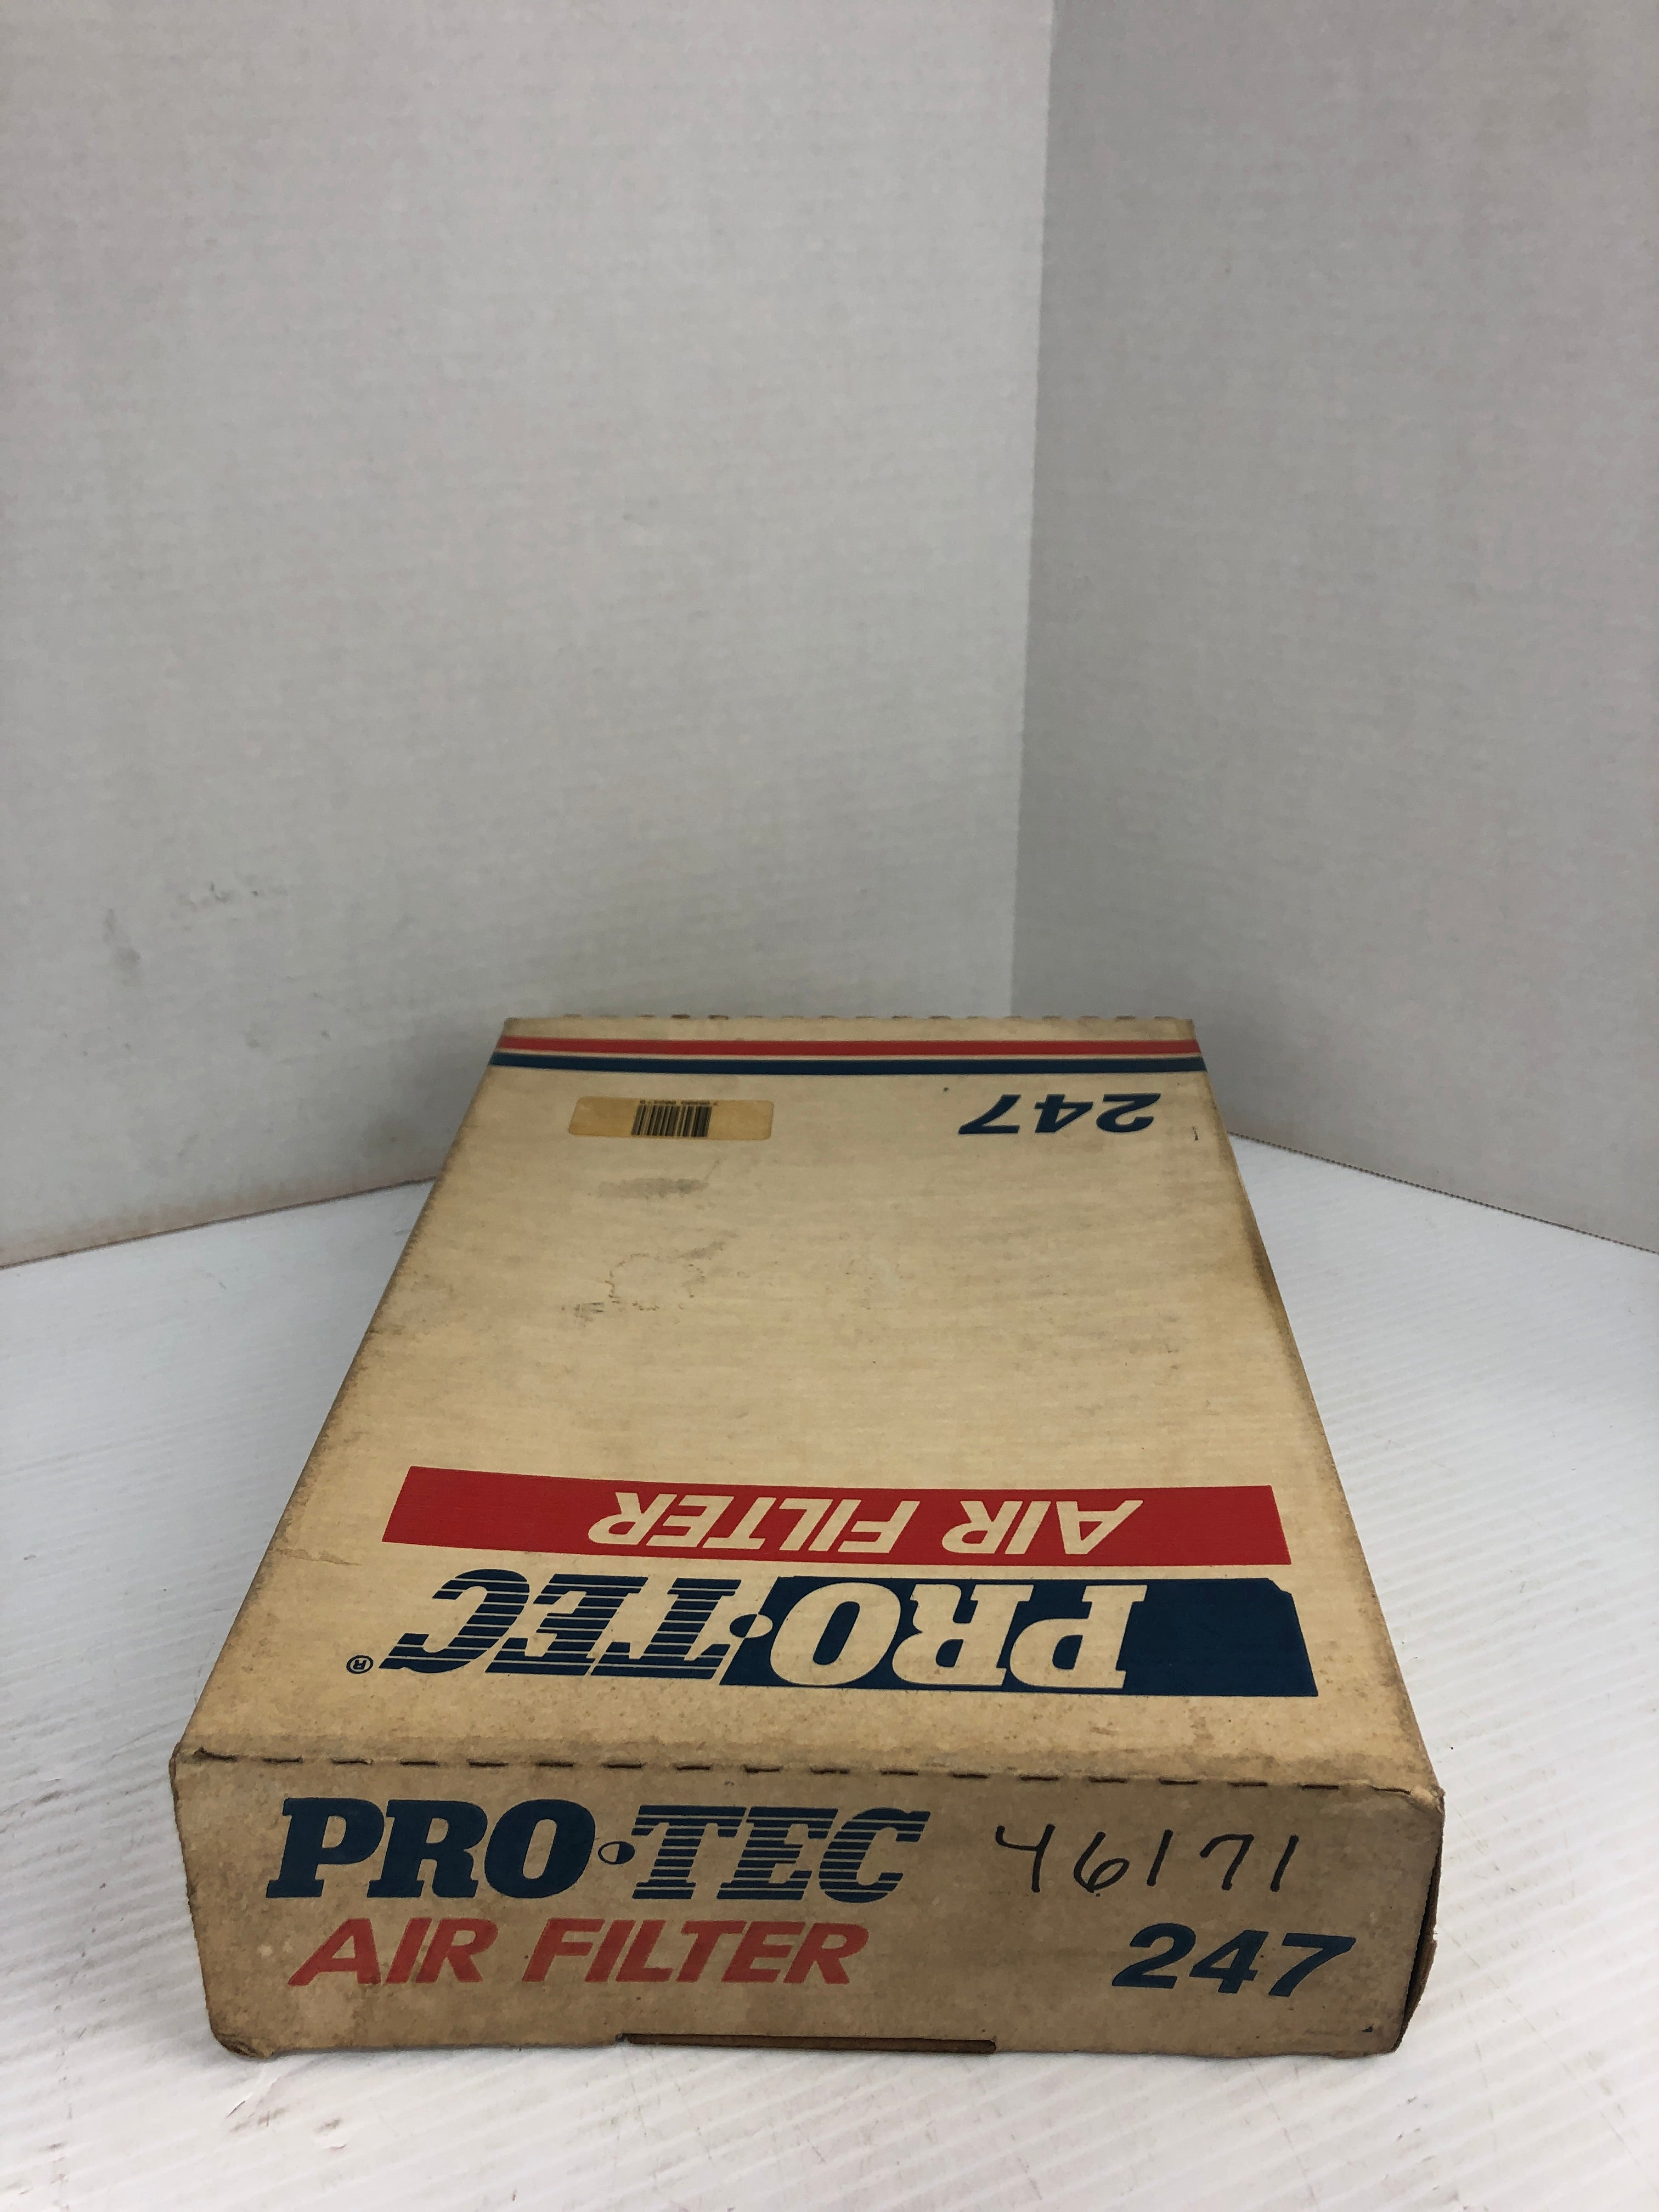 247
AIR FILTER
PRO·TEC®
PRO·TEC
46171
AIR FILTER
247